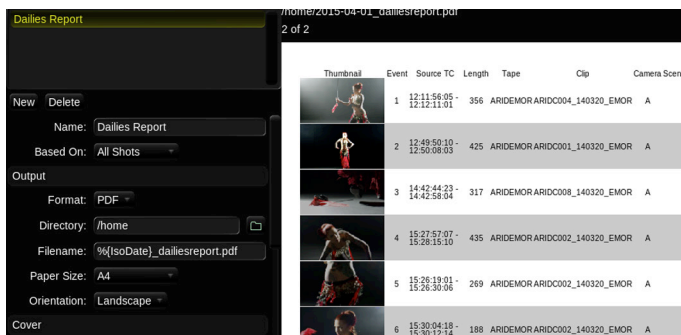 Dailies Report
New Delete
Name: Dailies Report
Based On: All Shots
Output
Format: PDF
Directory: /home
Filename: %{IsoDate}_dailiesreport.pdf
Paper Size: A4
Orientation: Landscape
Cover
/home/2015-04-01_dailiesreport.pdf
2 of 2
Thumbnail Event Source TC Length Tape Clip Camera Scen
1 12:11:56:05 - 356 ARIDEMOR ARIDC004_140320_EMOR A
12:12:11:01
2 12:49:50:10 - 425 ARIDEMOR ARIDC001_140320_EMOR A
12:50:08:03
3 14:42:44:23 - 317 ARIDEMOR ARIDC008_140320_EMOR A
14:42:58:04
4 15:27:57:07 - 435 ARIDEMOR ARIDC002_140320_EMOR A
15:28:15:10
5 15:26:19:01 - 269 ARIDEMOR ARIDC002_140320_EMOR A
15:26:30:06
6 15:30:04:18 - 188 ARIDEMOR ARIDC002_140320_EMOR A
15:30:12:14